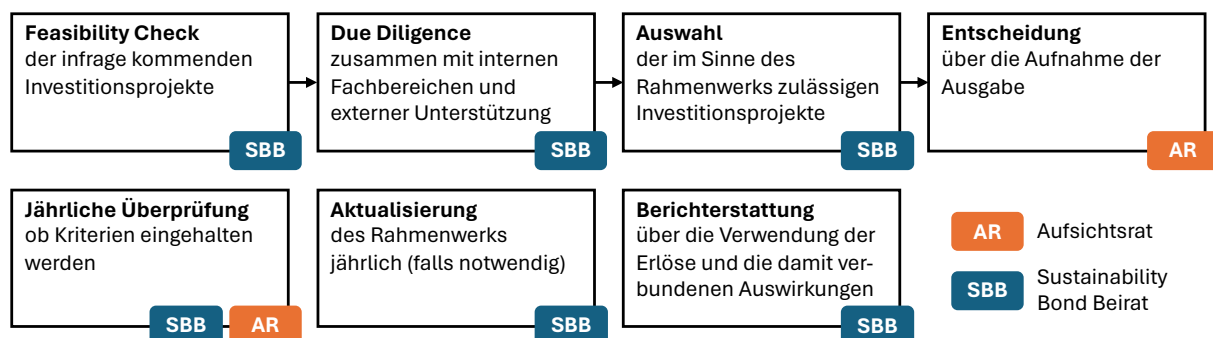 Feasibility Check
der infrage kommenden
Investitionsprojekte
SBB
Due Diligence
zusammen mit internen
Fachbereichen und
externer Unterstützung
SBB
Auswahl
der im Sinne des
Rahmenwerks zulässigen
Investitionsprojekte
SBB
Entscheidung
über die Aufnahme der
Ausgabe
AR
Jährliche Überprüfung
ob Kriterien eingehalten
werden
SBB AR
Aktualisierung
des Rahmenwerks
jährlich (falls notwendig)
SBB
Berichterstattung
über die Verwendung der
Erlöse und die damit ver-
bundenen Auswirkungen
SBB
AR Aufsichtsrat
SBB Sustainability
Bond Beirat